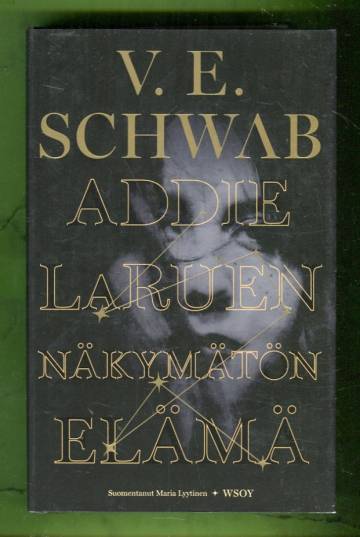 V. E.
SCHWAB
ADDIE
LARUEN
NÄKYMÄTÖN
ELÄMÄ
Suomentanut Maria Lyytinen ✦ WSOY